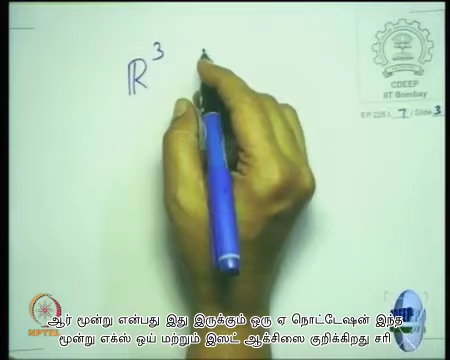 ℝ³
CDEEP
IIT Bombay
EP 226 L 7 / Slide 3
NPTEL
ஆர் மூன்று என்பது இது இருக்கும் ஒரு ஏ நொட்டேஷன் இந்த
மூன்று எக்ஸ் ஒய் மற்றும் இஸட் ஆக்சிஸை குறிக்கிறது சரி